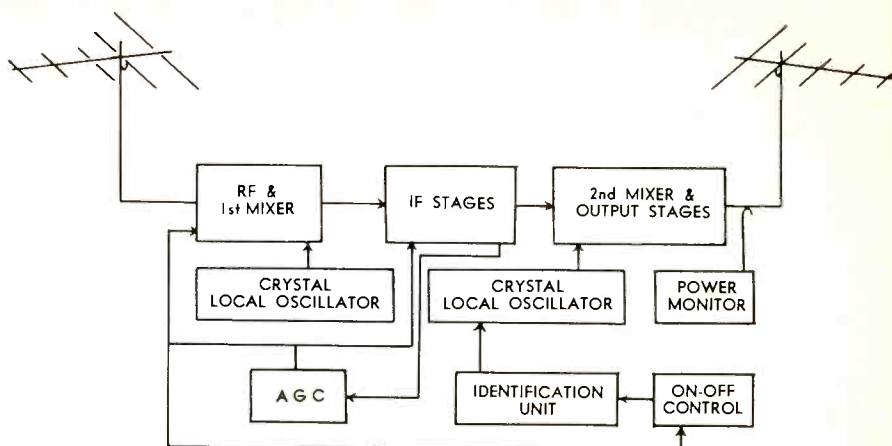 RF &
1st MIXER
IF STAGES
2nd MIXER &
OUTPUT STAGES
CRYSTAL
LOCAL OSCILLATOR
CRYSTAL
LOCAL OSCILLATOR
POWER
MONITOR
AGC
IDENTIFICATION
UNIT
ON-OFF
CONTROL